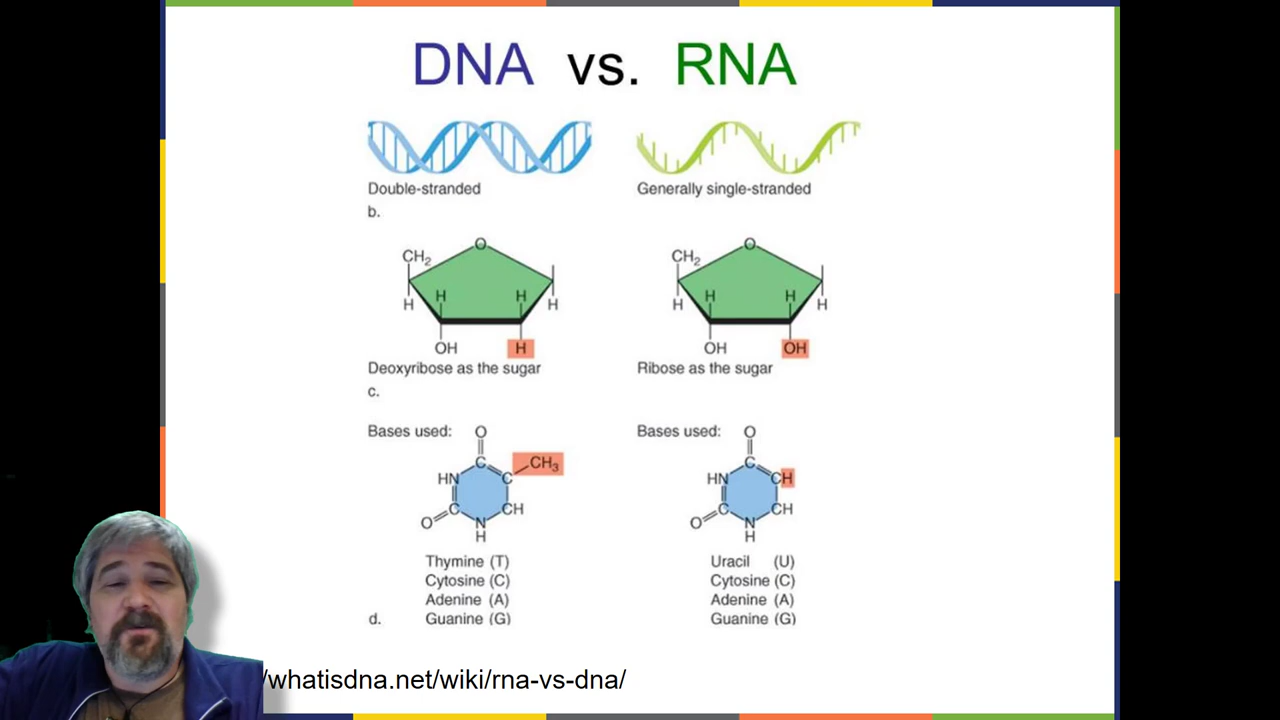 DNA vs. RNA
Double-stranded
Generally single-stranded
b.
O
O
CH2
CH2
H H H H
H H H H
OH H
OH OH
Deoxyribose as the sugar
Ribose as the sugar
c.
Bases used:
Bases used:
O
O
C
CH3
C
HN
C
HN
CH
O
C
CH
O
C
CH
N
N
H
H
Thymine (T)
Uracil (U)
Cytosine (C)
Cytosine (C)
Adenine (A)
Adenine (A)
d.
Guanine (G)
Guanine (G)
/whatisdna.net/wiki/rna-vs-dna/